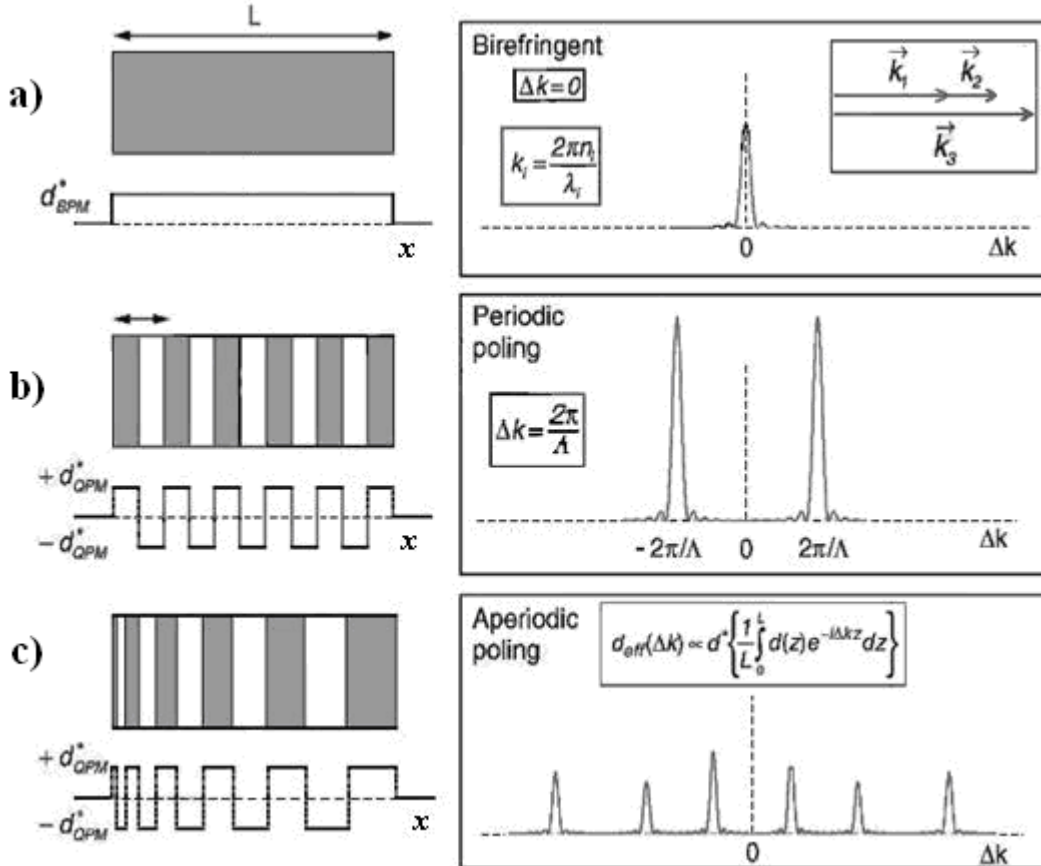 L
a)
d*BPM
x
Birefringent
Δk=0
k_i = 2πn_i / λ_i
k₁ k₂
k₃
0 Δk
b)
+ d*QPM
− d*QPM
x
Periodic
poling
Δk = 2π / Λ
- 2π/Λ 0 2π/Λ Δk
c)
+ d*QPM
− d*QPM
x
Aperiodic
poling
d_eff(Δk) ∝ d* { 1/L ∫₀ᴸ d(z) e^{-iΔkz} dz }
0 Δk